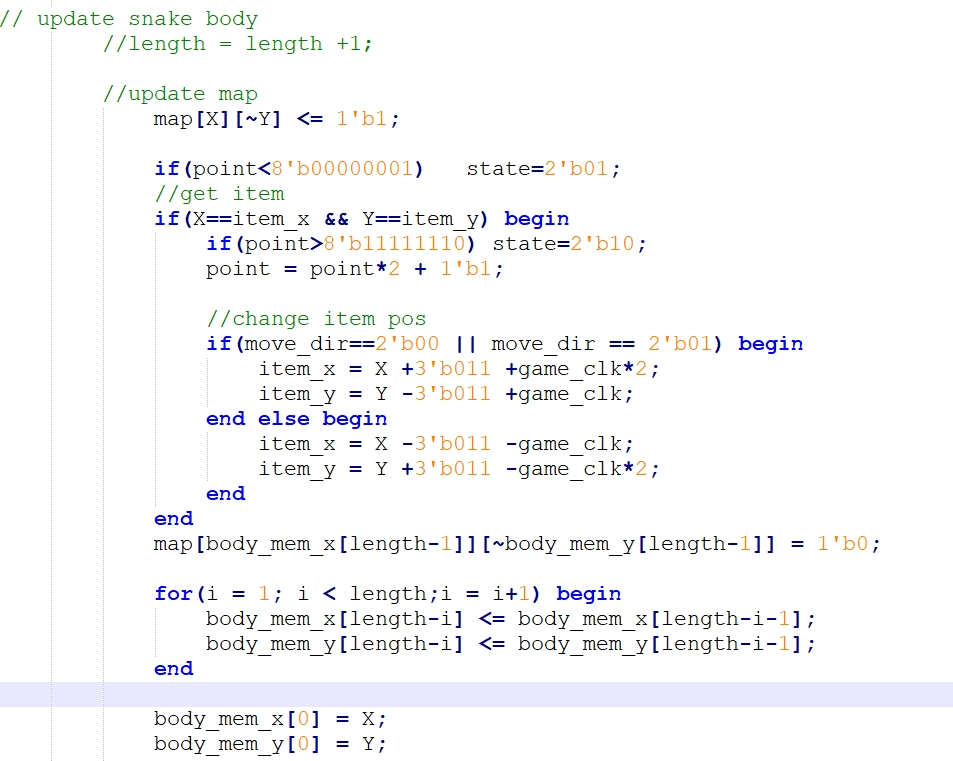 // update snake body
//length = length +1;
//update map
map[X][~Y] <= 1'b1;
if(point<8'b00000001)   state=2'b01;
//get item
if(X==item_x && Y==item_y) begin
if(point>8'b11111110) state=2'b10;
point = point*2 + 1'b1;
//change item pos
if(move_dir==2'b00 || move_dir == 2'b01) begin
item_x = X +3'b011 +game_clk*2;
item_y = Y -3'b011 +game_clk;
end else begin
item_x = X -3'b011 -game_clk;
item_y = Y +3'b011 -game_clk*2;
end
end
map[body_mem_x[length-1]][~body_mem_y[length-1]] = 1'b0;
for(i = 1; i < length;i = i+1) begin
body_mem_x[length-i] <= body_mem_x[length-i-1];
body_mem_y[length-i] <= body_mem_y[length-i-1];
end
body_mem_x[0] = X;
body_mem_y[0] = Y;